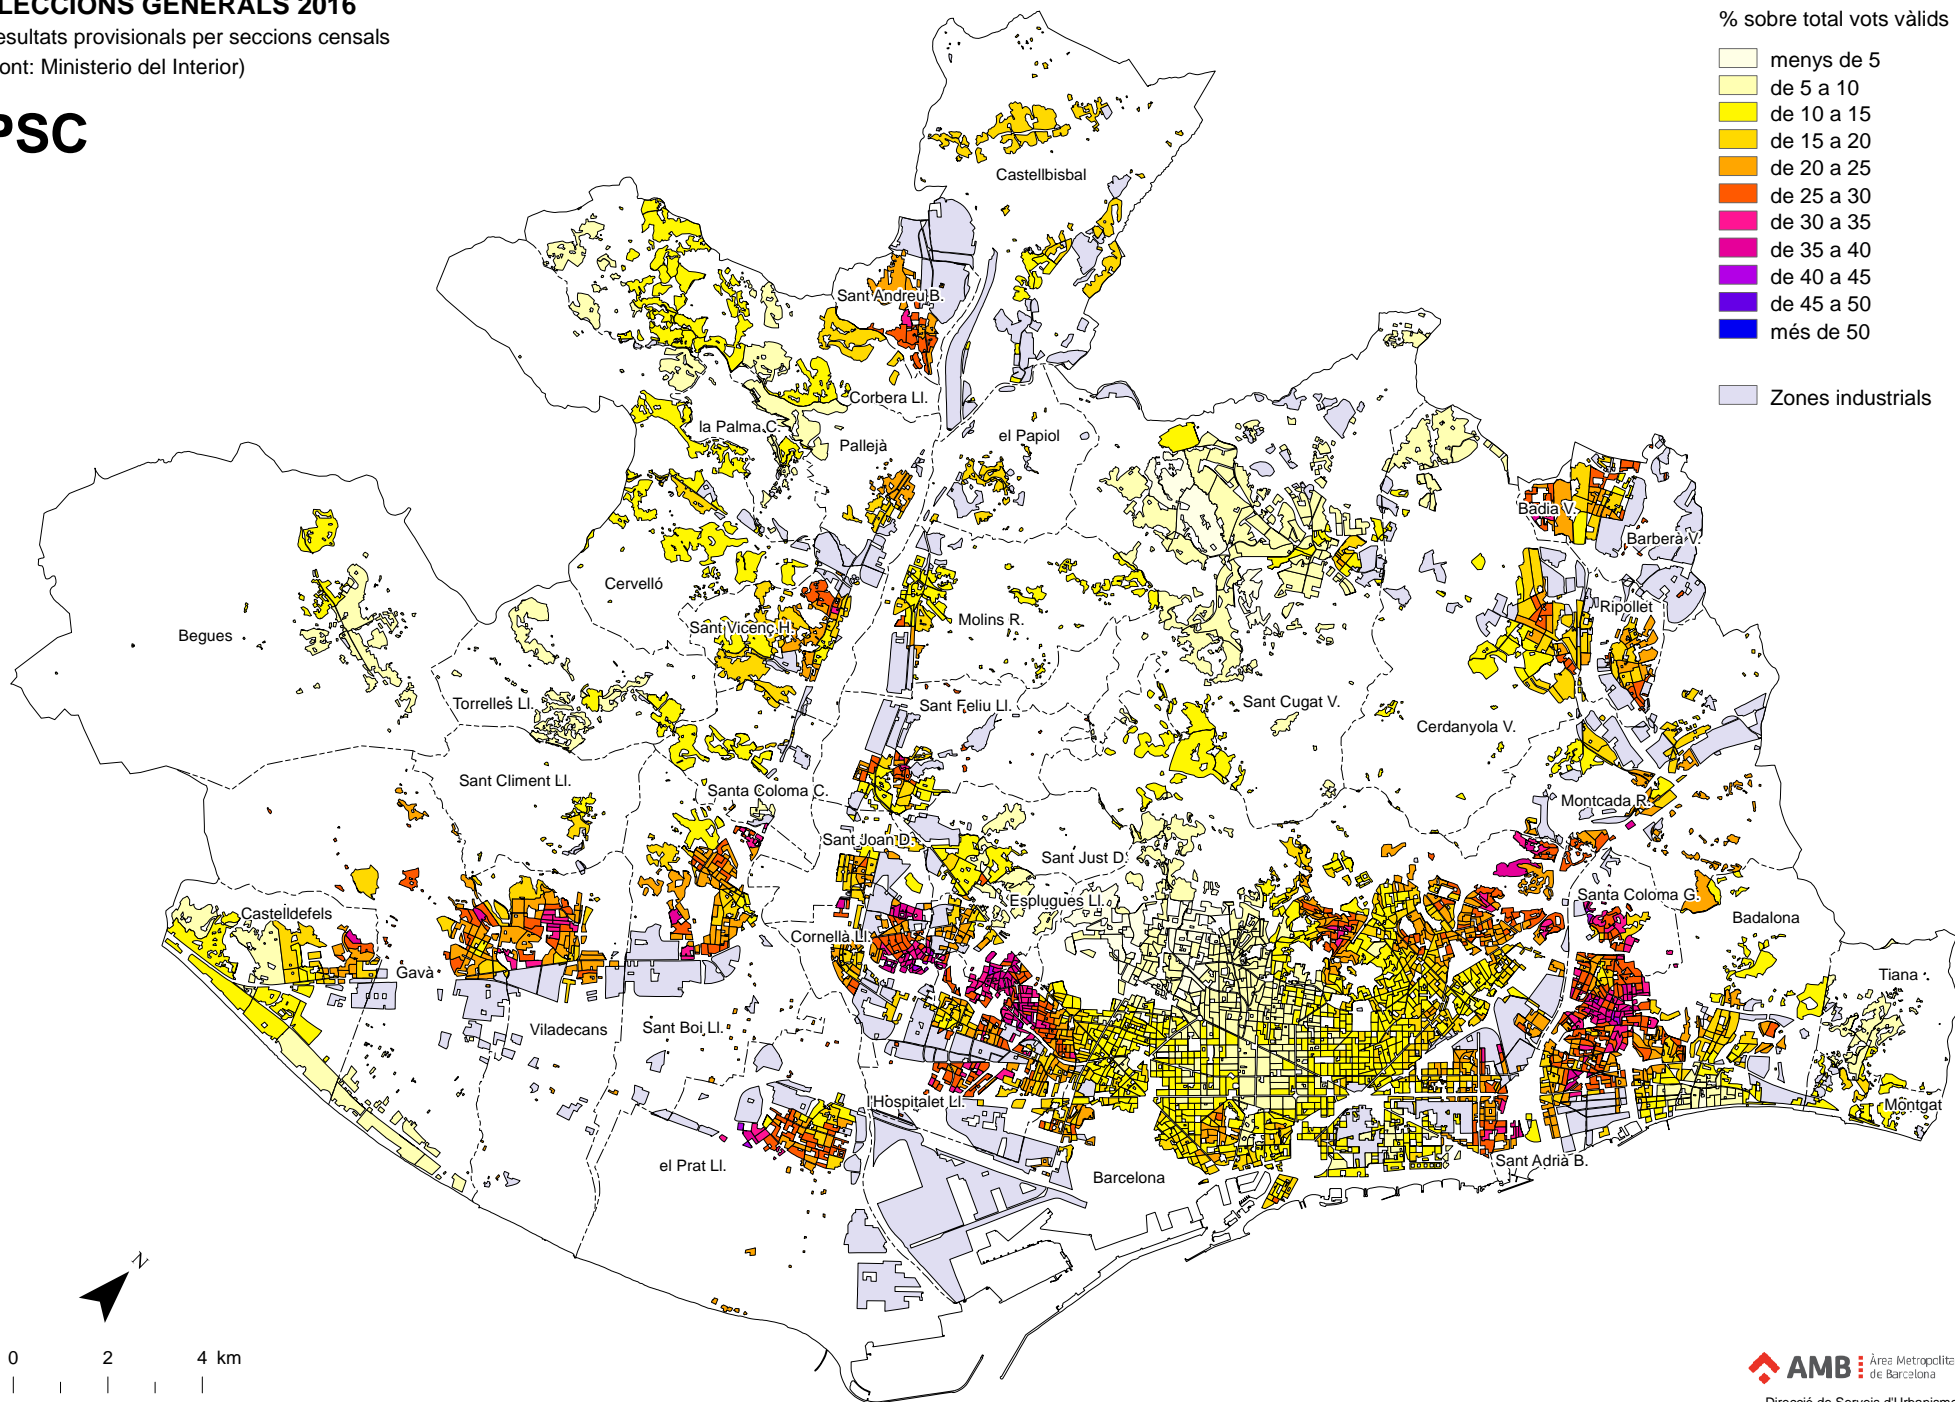 LECCIONS GENERALS 2016
esultats provisionals per seccions censals
ont: Ministerio del Interior)
PSC
% sobre total vots vàlids
menys de 5
de 5 a 10
de 10 a 15
de 15 a 20
de 20 a 25
de 25 a 30
de 30 a 35
de 35 a 40
de 40 a 45
de 45 a 50
més de 50
Zones industrials
Castellbisbal
Sant Andreu B.
Corbera Ll.
la Palma C.
Pallejà
el Papiol
Badia V.
Barberà V.
Cervelló
Ripollet
Begues
Sant Vicenç H.
Molins R.
Torrelles Ll.
Sant Feliu Ll.
Sant Cugat V.
Cerdanyola V.
Sant Climent Ll.
Santa Coloma C.
Montcada R.
Sant Joan D.
Sant Just D.
Esplugues Ll.
Santa Coloma G.
Castelldefels
Badalona
Cornellà Ll.
Gavà
Tiana
Viladecans
Sant Boi Ll.
l'Hospitalet Ll.
Montgat
el Prat Ll.
Barcelona
Sant Adrià B.
N
0 2 4 km
AMB
Àrea Metropolita
de Barcelona
Direcció de Serveis d'Urbanisme